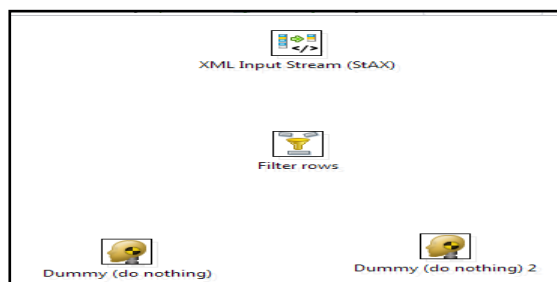 XML Input Stream (StAX)
Filter rows
Dummy (do nothing)
Dummy (do nothing) 2